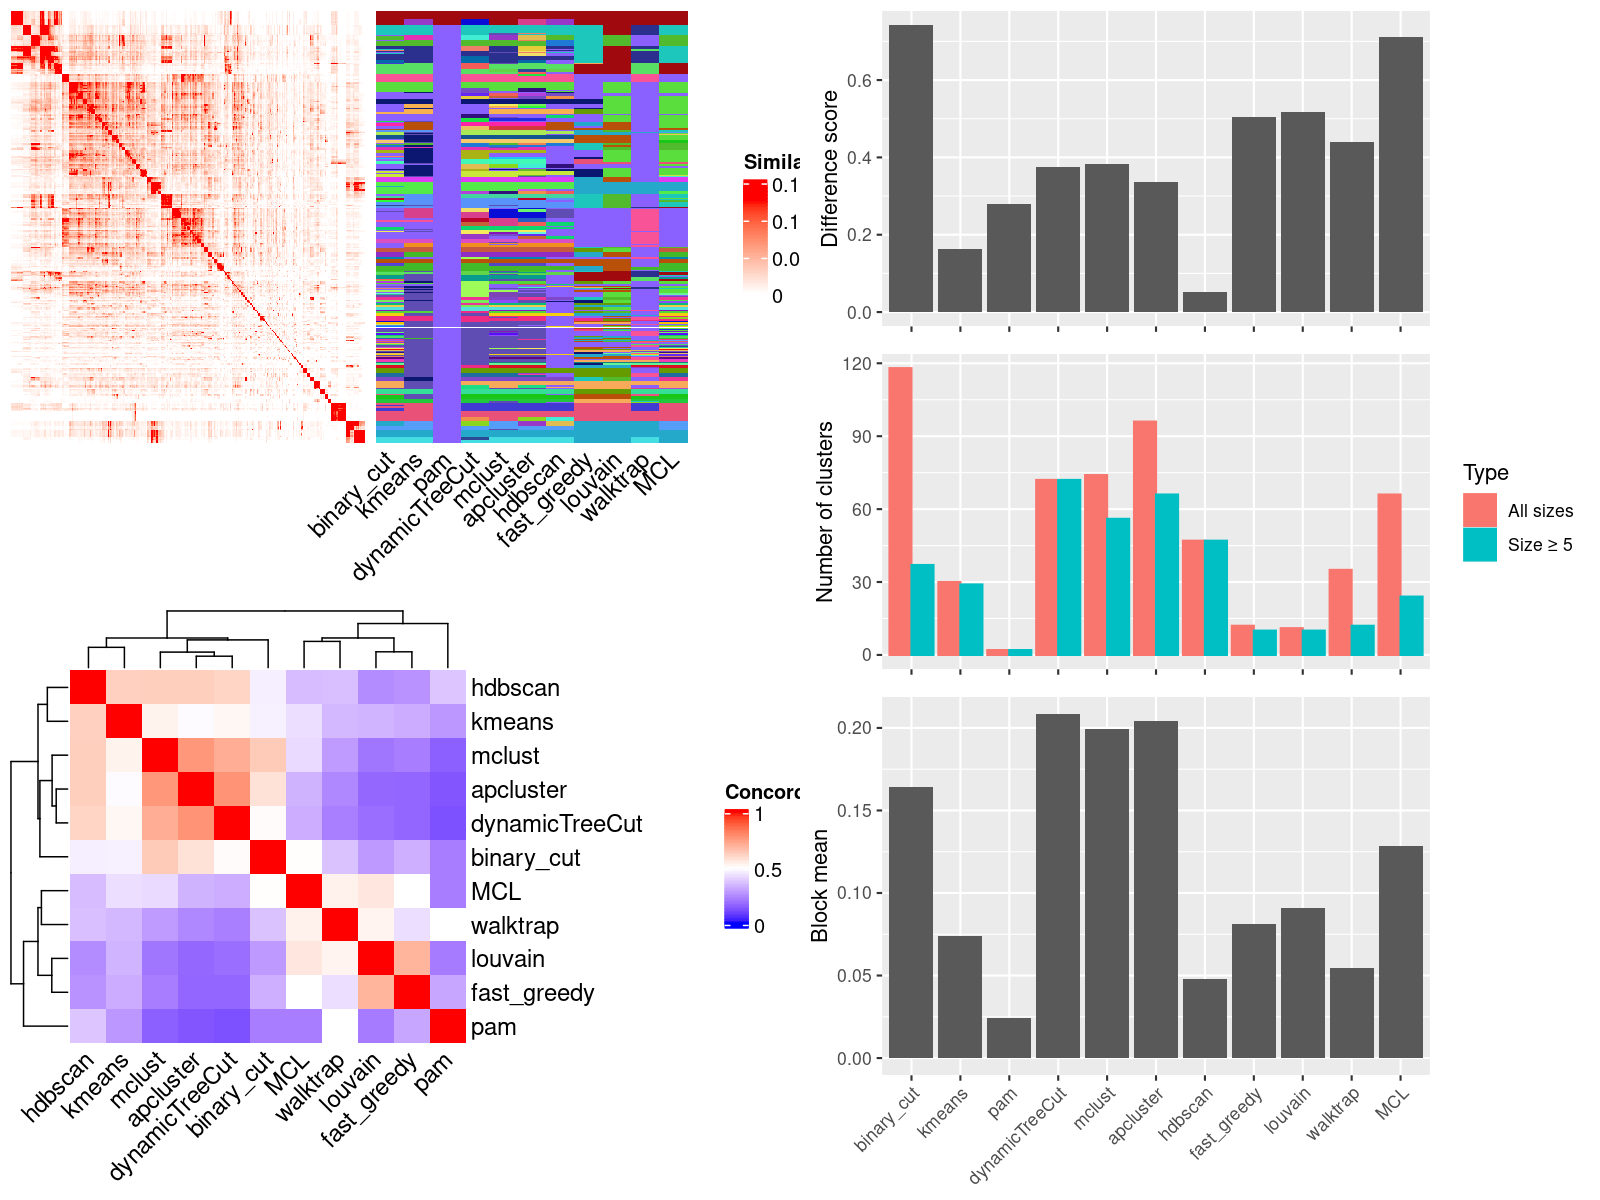 Simila
0.1
0.1
0.0
0
binary_cut
kmeans
pam
dynamicTreeCut
mclust
apcluster
hdbscan
fast_greedy
louvain
walktrap
MCL
hdbscan
kmeans
mclust
apcluster
dynamicTreeCut
binary_cut
MCL
walktrap
louvain
fast_greedy
pam
hdbscan
kmeans
mclust
apcluster
dynamicTreeCut
binary_cut
MCL
walktrap
louvain
fast_greedy
pam
Concord
1
0.5
0
Difference score
0.6
0.4
0.2
0.0
Number of clusters
120
90
60
30
0
Type
All sizes
Size ≥ 5
Block mean
0.20
0.15
0.10
0.05
0.00
binary_cut
kmeans
pam
dynamicTreeCut
mclust
apcluster
hdbscan
fast_greedy
louvain
walktrap
MCL